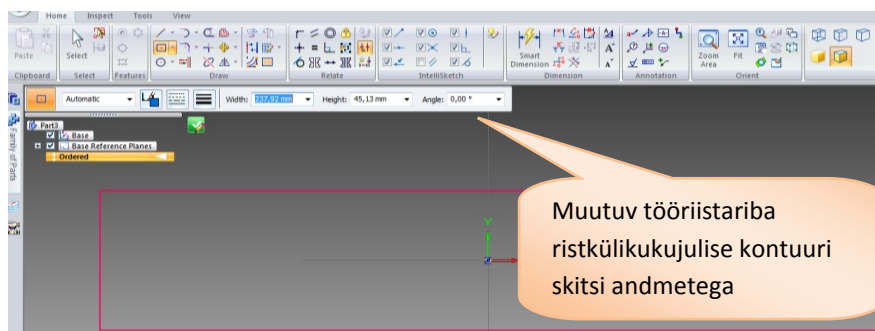 Home Inspect Tools View
Paste Select Smart Dimension Zoom Area Fit
Clipboard Select Features Draw Relate IntelliSketch Dimension Annotation Orient
Automatic Width: 237,92 mm Height: 45,13 mm Angle: 0,00 °
Family of Parts
Part3
Base
Base Reference Planes
Ordered
Y
Muutuv tööriistariba
ristkülikukujulise kontuuri
skitsi andmetega